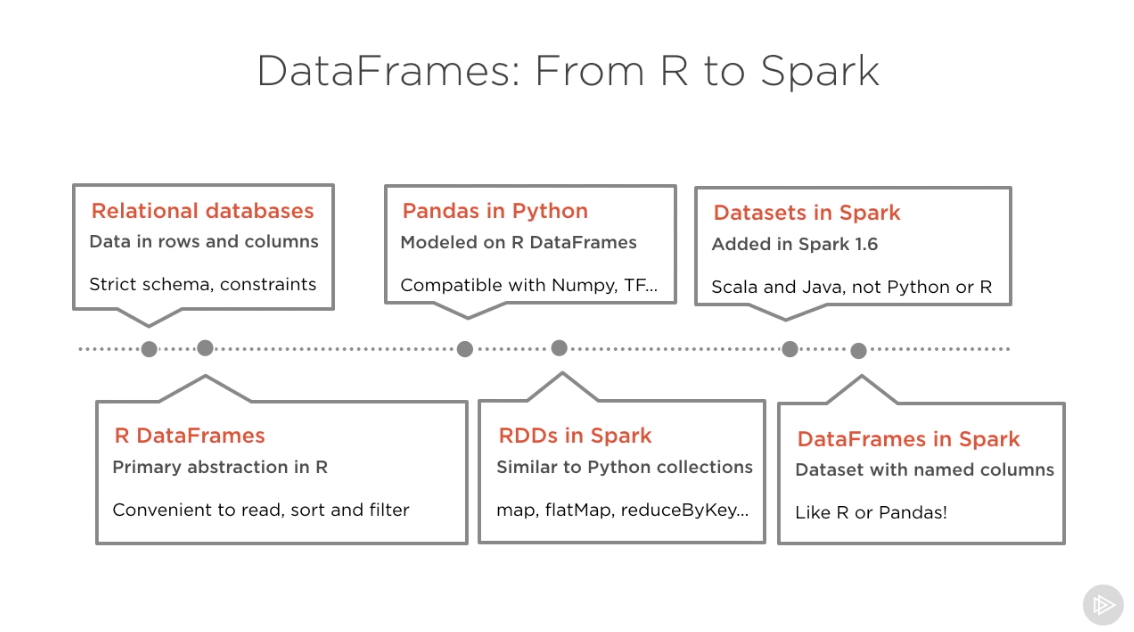 DataFrames: From R to Spark
Relational databases
Data in rows and columns
Strict schema, constraints
Pandas in Python
Modeled on R DataFrames
Compatible with Numpy, TF...
Datasets in Spark
Added in Spark 1.6
Scala and Java, not Python or R
R DataFrames
Primary abstraction in R
Convenient to read, sort and filter
RDDs in Spark
Similar to Python collections
map, flatMap, reduceByKey...
DataFrames in Spark
Dataset with named columns
Like R or Pandas!